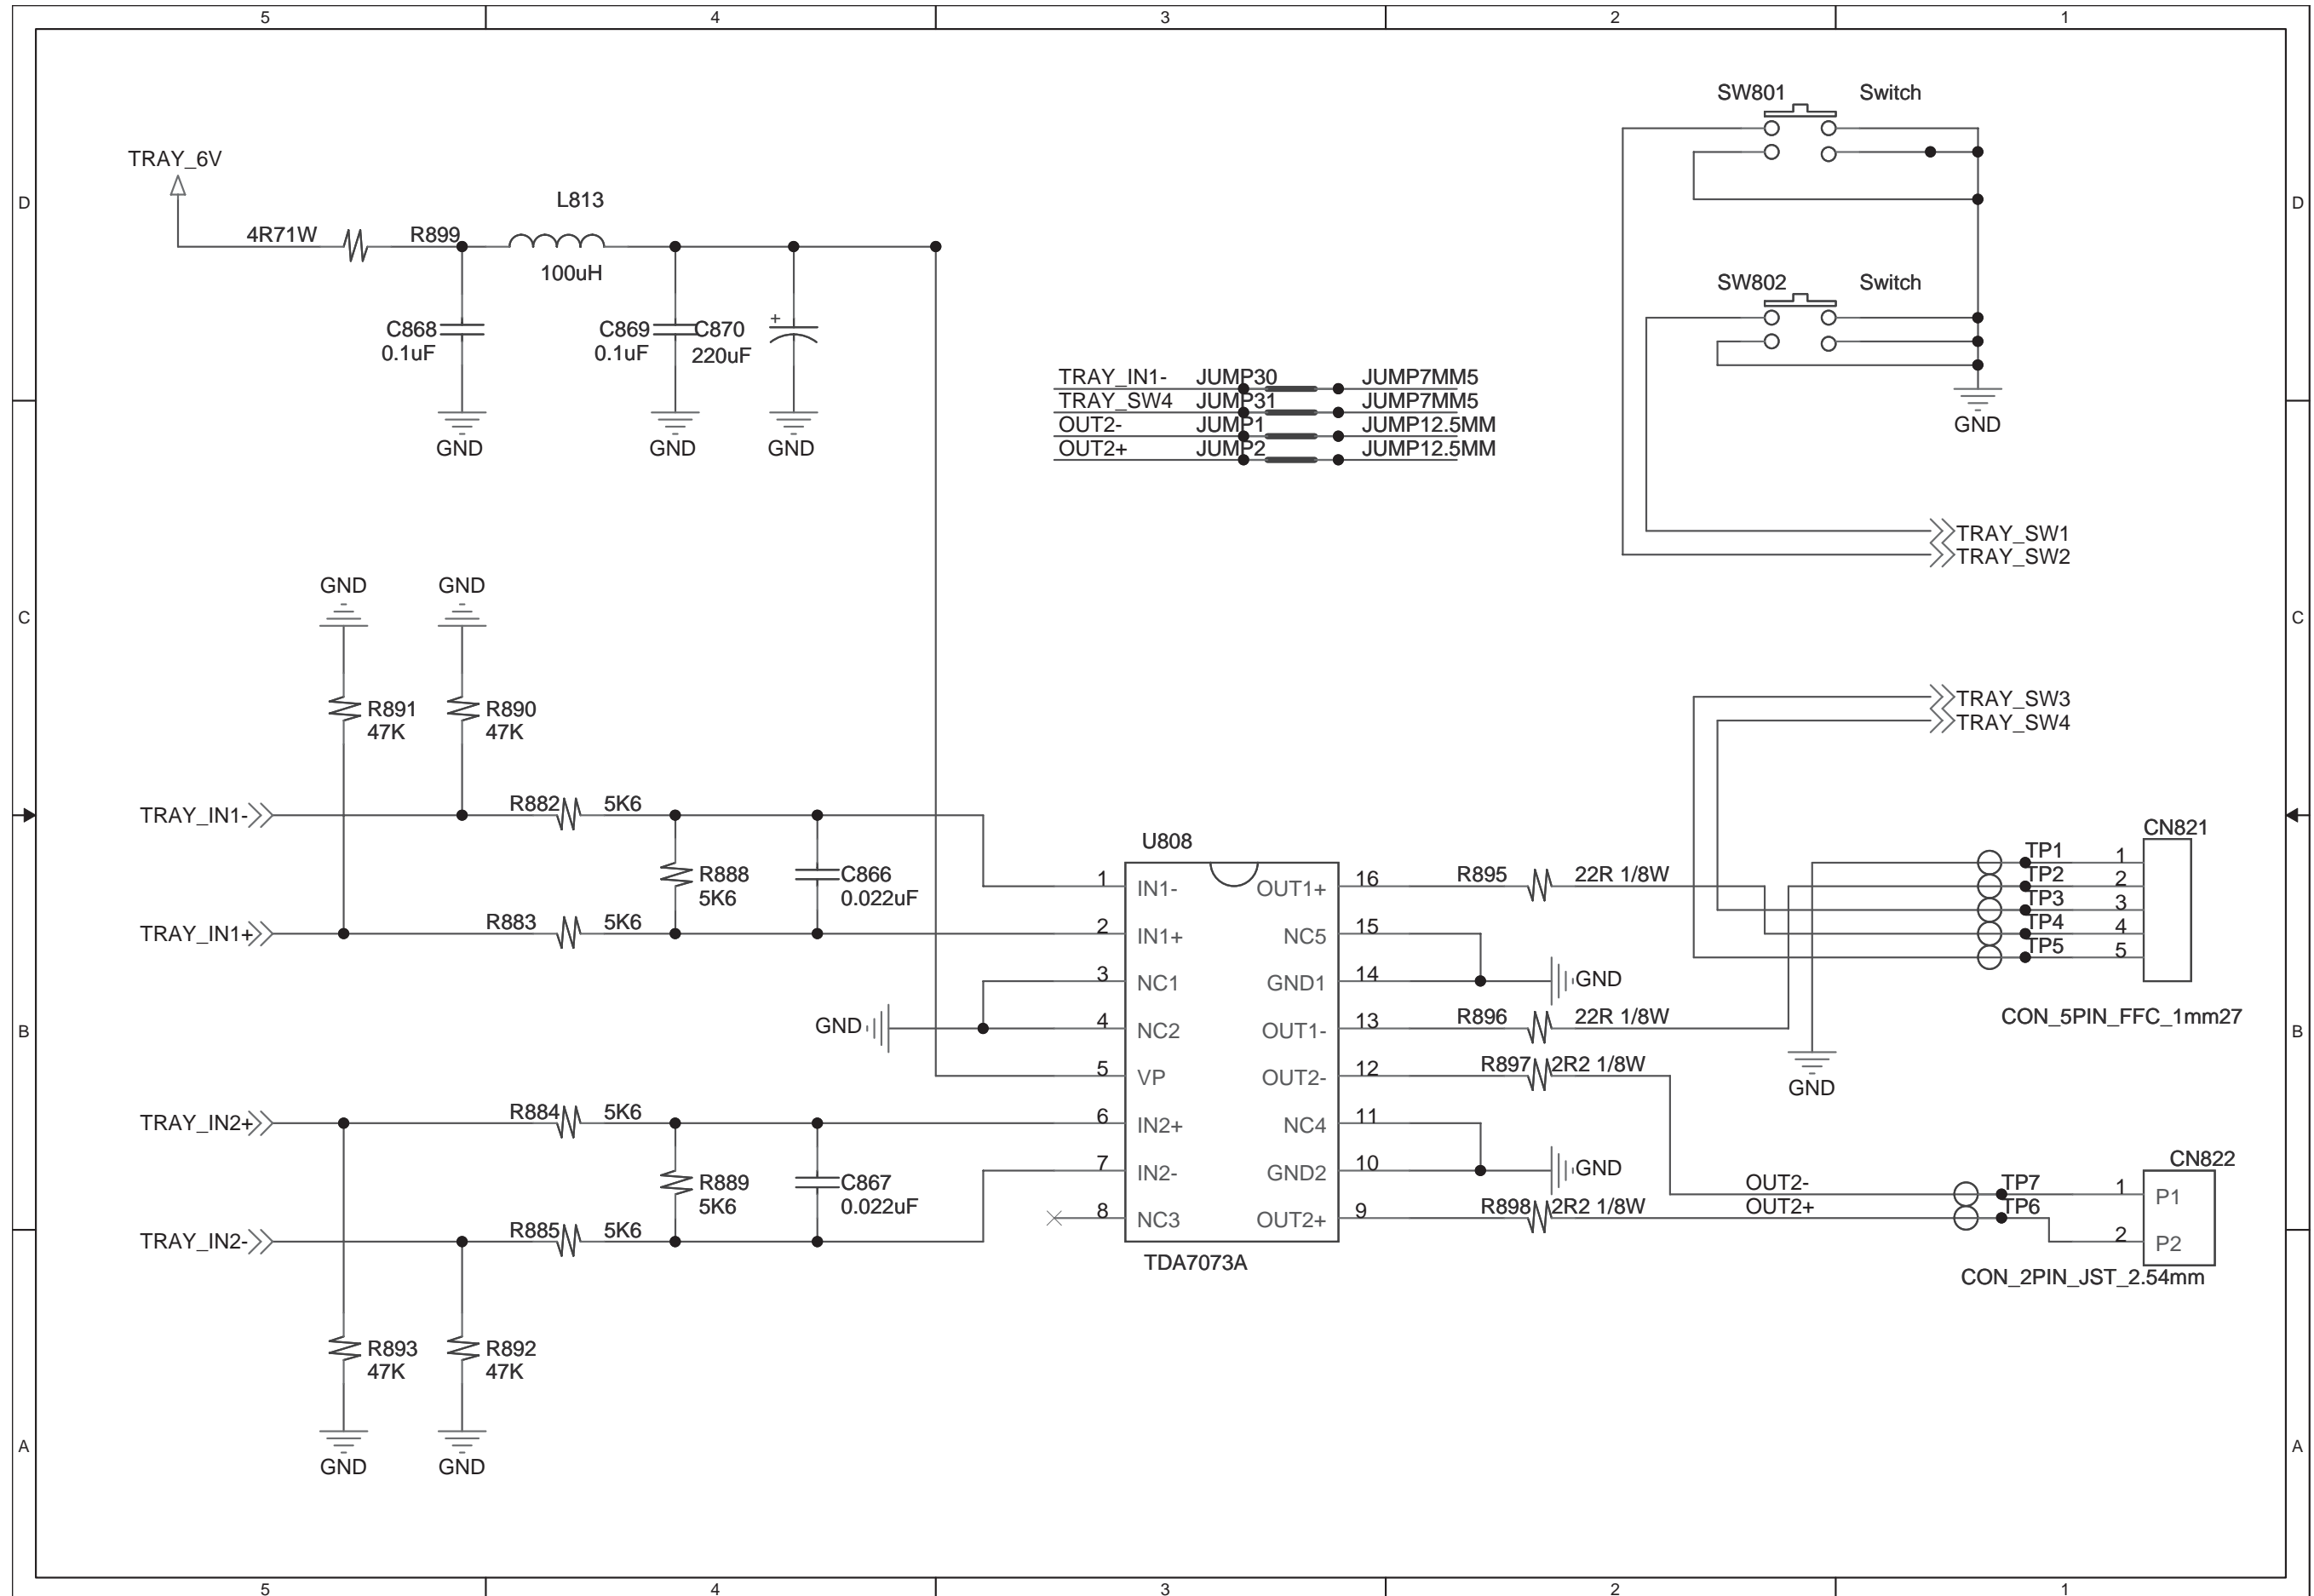 5 4 3 2 1
SW801 Switch
TRAY_6V
D D
L813
4R71W R899
100uH
SW802 Switch
C868 C869 C870
0.1uF 0.1uF 220uF
TRAY_IN1- JUMP30 JUMP7MM5
TRAY_SW4 JUMP31 JUMP7MM5
OUT2- JUMP1 JUMP12.5MM
OUT2+ JUMP2 JUMP12.5MM
GND
GND GND GND
TRAY_SW1
TRAY_SW2
GND GND
C C
R891 R890
47K 47K
TRAY_SW3
TRAY_SW4
TRAY_IN1- R882 5K6
U808
CN821
R888 C866
5K6 0.022uF
1 IN1- OUT1+ 16 R895 22R 1/8W
TP1 1
TP2 2
TP3 3
TP4 4
TP5 5
TRAY_IN1+ R883 5K6
2 IN1+ NC5 15
3 NC1 GND1 14 GND
CON_5PIN_FFC_1mm27
GND 4 NC2 OUT1- 13 R896 22R 1/8W
B B
5 VP OUT2- 12 R897 2R2 1/8W
GND
TRAY_IN2+ R884 5K6
6 IN2+ NC4 11
7 IN2- GND2 10 GND
R889 C867
5K6 0.022uF
CN822
OUT2- TP7 1 P1
8 NC3 OUT2+ 9 R898 2R2 1/8W OUT2+ TP6
2 P2
TRAY_IN2- R885 5K6
TDA7073A
CON_2PIN_JST_2.54mm
R893 R892
47K 47K
A A
GND GND
5 4 3 2 1